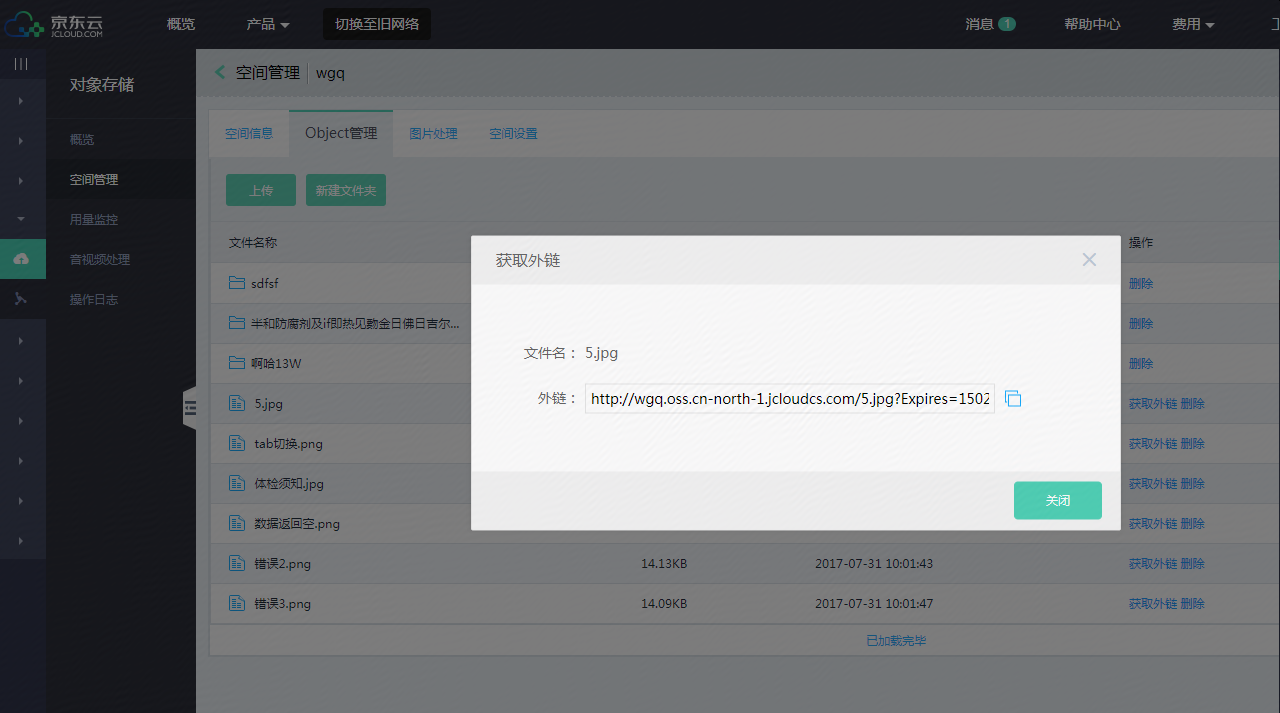 京东云
JCLOUD.COM
概览
产品
切换至旧网络
消息 1
帮助中心
费用
对象存储
概览
空间管理
用量监控
音视频处理
操作日志
空间管理 wgq
空间信息
Object管理
图片处理
空间设置
上传
新建文件夹
文件名称
操作
sdfsf
删除
半和防腐剂及if即热见勠金日佛日吉尔...
删除
啊哈13W
删除
5.jpg
获取外链 删除
tab切换.png
获取外链 删除
体检须知.jpg
获取外链 删除
数据返回空.png
获取外链 删除
错误2.png
14.13KB
2017-07-31 10:01:43
获取外链 删除
错误3.png
14.09KB
2017-07-31 10:01:47
获取外链 删除
已加载完毕
获取外链
文件名： 5.jpg
外链： http://wgq.oss.cn-north-1.jcloudcs.com/5.jpg?Expires=1502
关闭